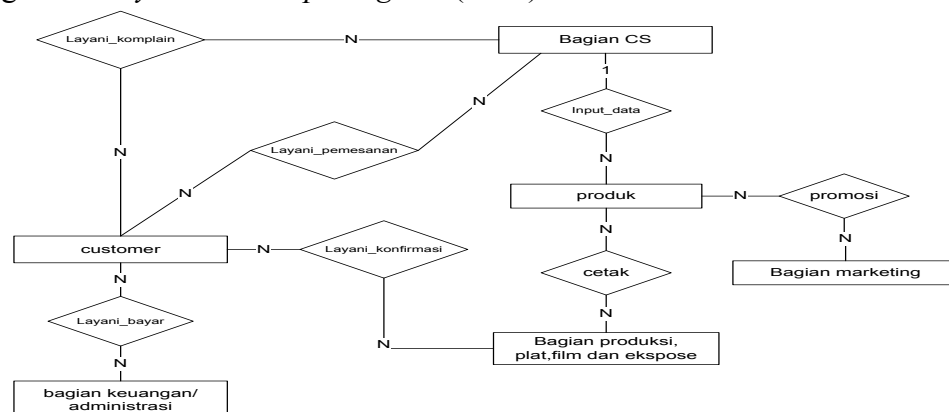 Layani_komplain
N
Bagian CS
1
N
Input_data
N
Layani_pemesanan
N
N
N
produk
N
promosi
N
N
customer
N
Layani_konfirmasi
N
cetak
Bagian marketing
N
N
Layani_bayar
N
Bagian produksi,
plat,film dan ekspose
N
bagian keuangan/
administrasi